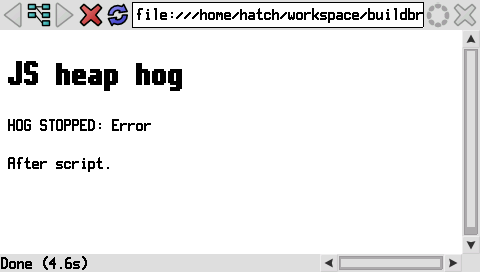 file:///home/hatch/workspace/buildbr
JS heap hog
HOG STOPPED: Error
After script.
Done (4.6s)